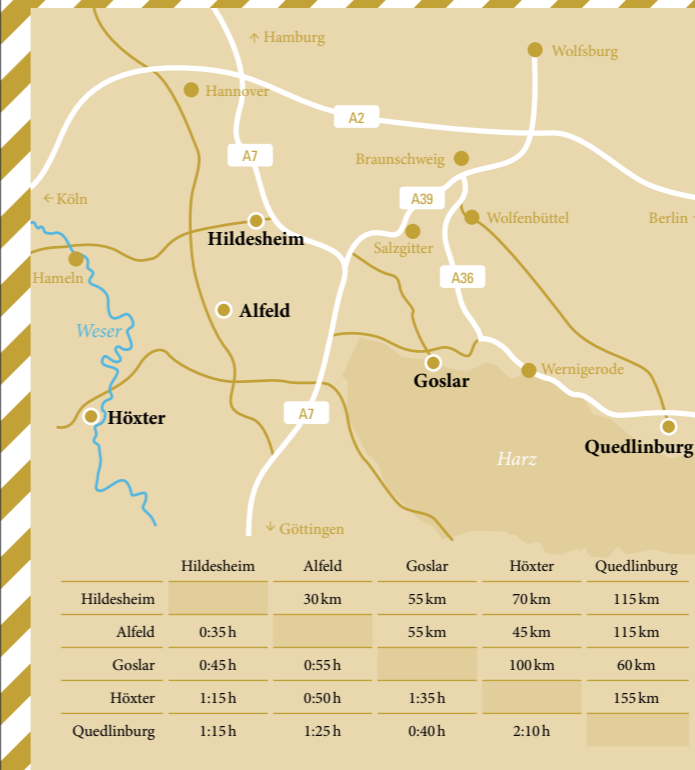 ↑ Hamburg
Wolfsburg
Hannover
A2
A7
Braunschweig
← Köln
A39
Wolfenbüttel
Berlin
Hildesheim
Salzgitter
Hameln
A36
Alfeld
Weser
Wernigerode
Goslar
A7
Höxter
Quedlinburg
Harz
↓ Göttingen
Hildesheim Alfeld Goslar Höxter Quedlinburg
Hildesheim 30 km 55 km 70 km 115 km
Alfeld 0:35 h 55 km 45 km 115 km
Goslar 0:45 h 0:55 h 100 km 60 km
Höxter 1:15 h 0:50 h 1:35 h 155 km
Quedlinburg 1:15 h 1:25 h 0:40 h 2:10 h